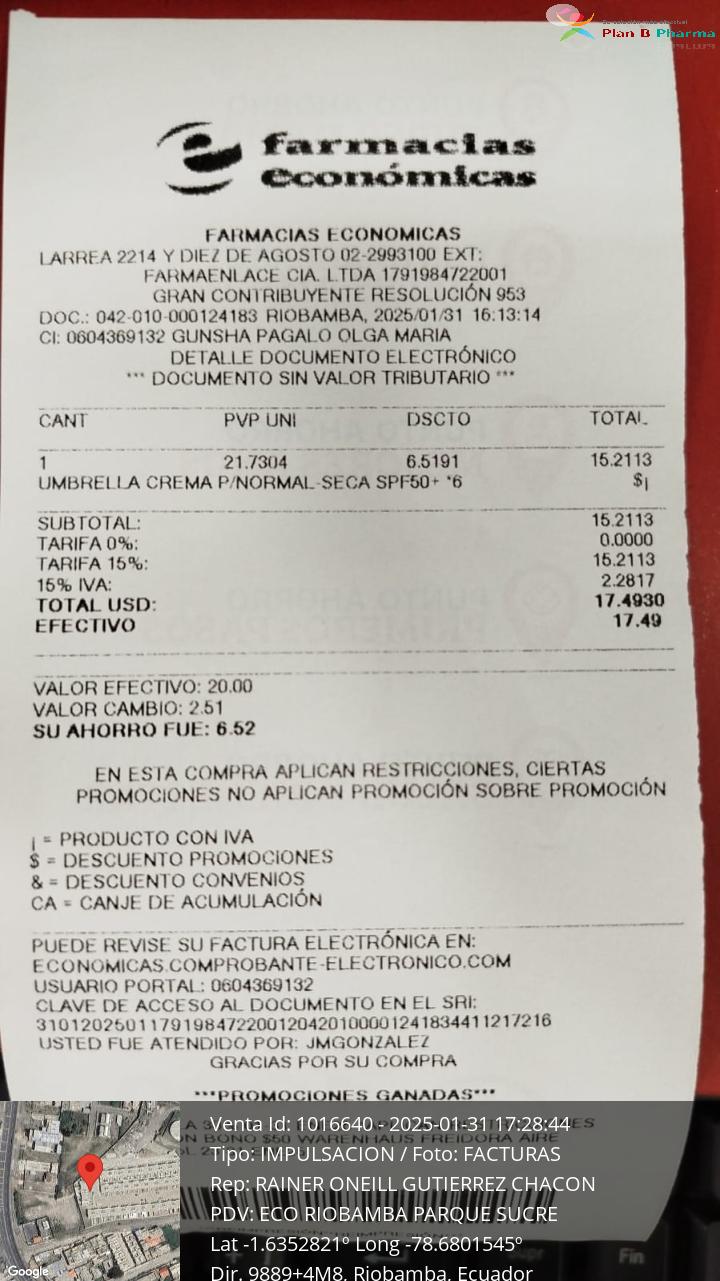 Plan B Pharma
farmacias
económicas
FARMACIAS ECONOMICAS
LARREA 2214 Y DIEZ DE AGOSTO 02-2993100 EXT:
FARMAENLACE CIA. LTDA 1791984722001
GRAN CONTRIBUYENTE RESOLUCIÓN 953
DOC.: 042-010-000124183 RIOBAMBA, 2025/01/31 16:13:14
CI: 0604369132 GUNSHA PAGALO OLGA MARIA
DETALLE DOCUMENTO ELECTRÓNICO
*** DOCUMENTO SIN VALOR TRIBUTARIO ***
CANT PVP UNI DSCTO TOTAL
1 21.7304 6.5191 15.2113
UMBRELLA CREMA P/NORMAL-SECA SPF50+ *6 $¡
SUBTOTAL: 15.2113
TARIFA 0%: 0.0000
TARIFA 15%: 15.2113
15% IVA: 2.2817
TOTAL USD: 17.4930
EFECTIVO 17.49
VALOR EFECTIVO: 20.00
VALOR CAMBIO: 2.51
SU AHORRO FUE: 6.52
EN ESTA COMPRA APLICAN RESTRICCIONES, CIERTAS
PROMOCIONES NO APLICAN PROMOCIÓN SOBRE PROMOCIÓN
¡ = PRODUCTO CON IVA
$ = DESCUENTO PROMOCIONES
& = DESCUENTO CONVENIOS
CA = CANJE DE ACUMULACIÓN
PUEDE REVISE SU FACTURA ELECTRÓNICA EN:
ECONOMICAS.COMPROBANTE-ELECTRONICO.COM
USUARIO PORTAL: 0604369132
CLAVE DE ACCESO AL DOCUMENTO EN EL SRI:
3101202501179198472200120420100001241834411217216
USTED FUE ATENDIDO POR: JMGONZALEZ
GRACIAS POR SU COMPRA
***PROMOCIONES GANADAS***
BONO $50 WARENHAUS FREIDORA AIRE
Venta Id: 1016640 - 2025-01-31 17:28:44
Tipo: IMPULSACION / Foto: FACTURAS
Rep: RAINER ONEILL GUTIERREZ CHACON
PDV: ECO RIOBAMBA PARQUE SUCRE
Lat -1.6352821º Long -78.6801545º
Dir. 9889+4M8, Riobamba, Ecuador
Google
Fin